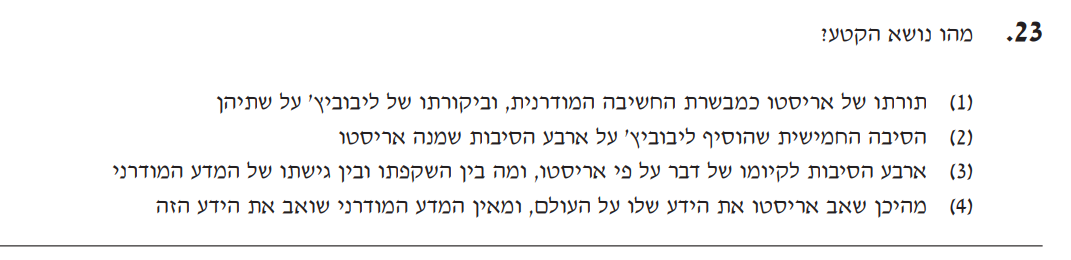 23. מהו נושא הקטע?
(1) תורתו של אריסטו כמבשרת החשיבה המודרנית, וביקורתו של ליבוביץ' על שתיהן
(2) הסיבה החמישית שהוסיף ליבוביץ' על ארבע הסיבות שמנה אריסטו
(3) ארבע הסיבות לקיומו של דבר על פי אריסטו, ומה בין השקפתו ובין גישתו של המדע המודרני
(4) מהיכן שאב אריסטו את הידע שלו על העולם, ומאין המדע המודרני שואב את הידע הזה